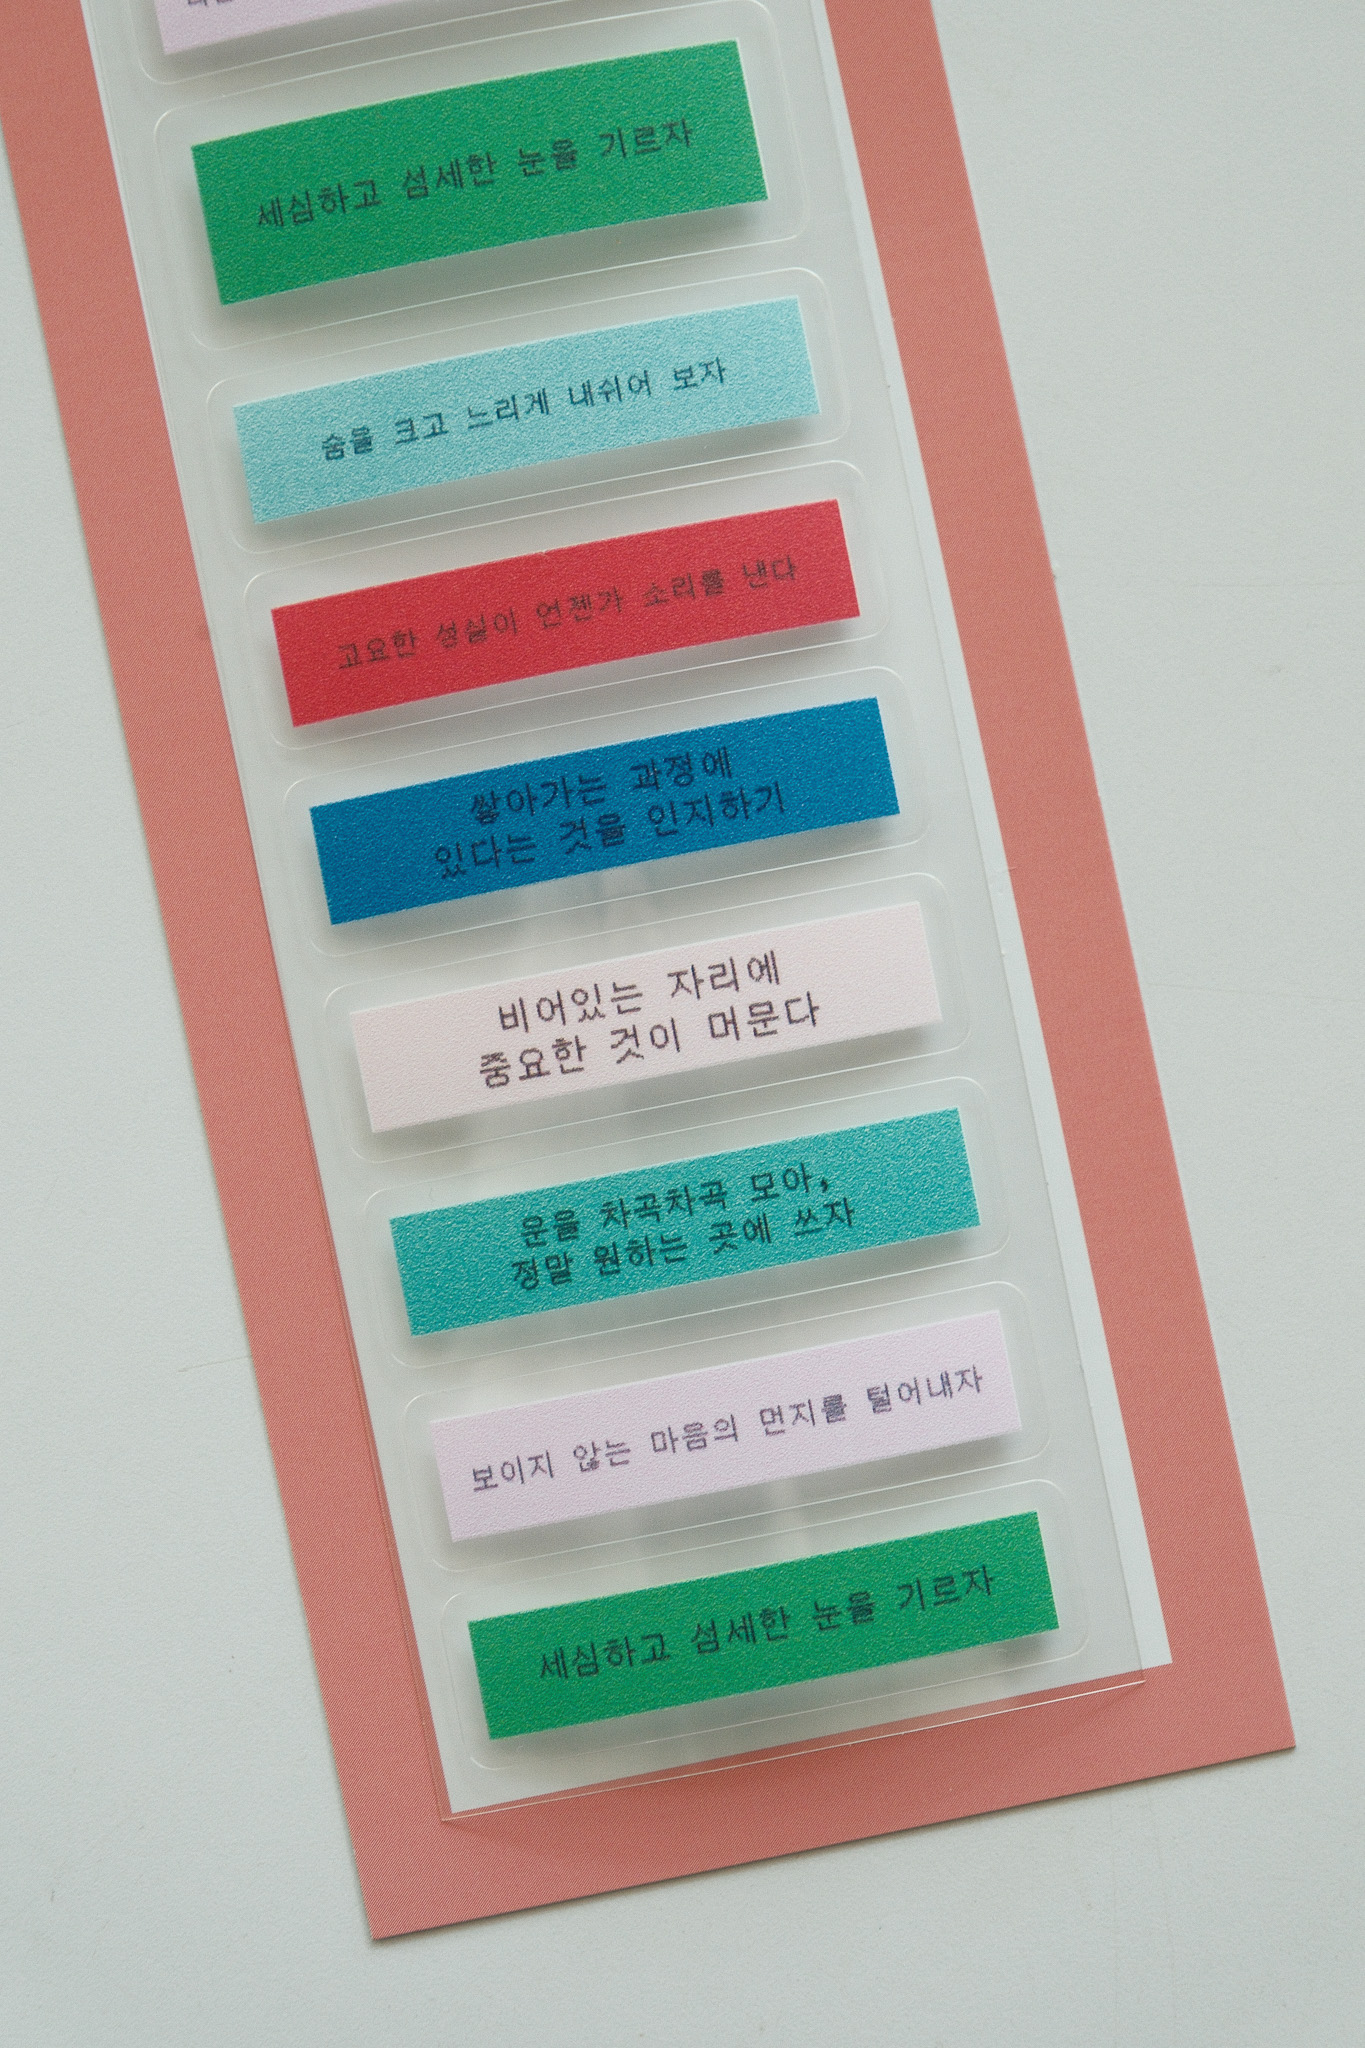 세심하고 섬세한 눈을 기르자
숨을 크고 느리게 내쉬어 보자
고요한 성실이 언젠가 소리를 낸다
쌓아가는 과정에
있다는 것을 인지하기
비어있는 자리에
중요한 것이 머문다
운을 차곡차곡 모아,
정말 원하는 곳에 쓰자
보이지 않는 마음의 먼지를 털어내자
세심하고 섬세한 눈을 기르자